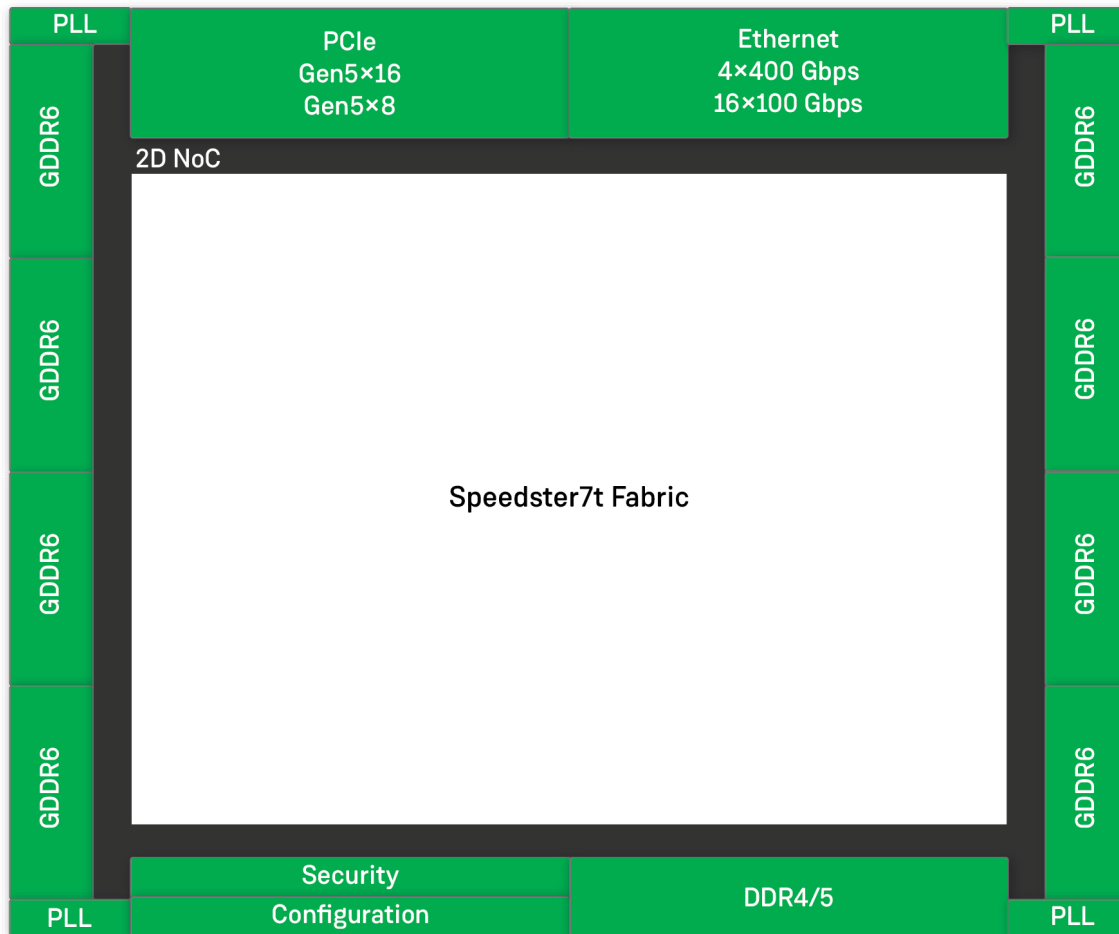 PLL
PCIe
Gen5×16
Gen5×8
Ethernet
4×400 Gbps
16×100 Gbps
PLL
GDDR6
GDDR6
GDDR6
GDDR6
2D NoC
Speedster7t Fabric
GDDR6
GDDR6
GDDR6
GDDR6
PLL
Security
Configuration
DDR4/5
PLL